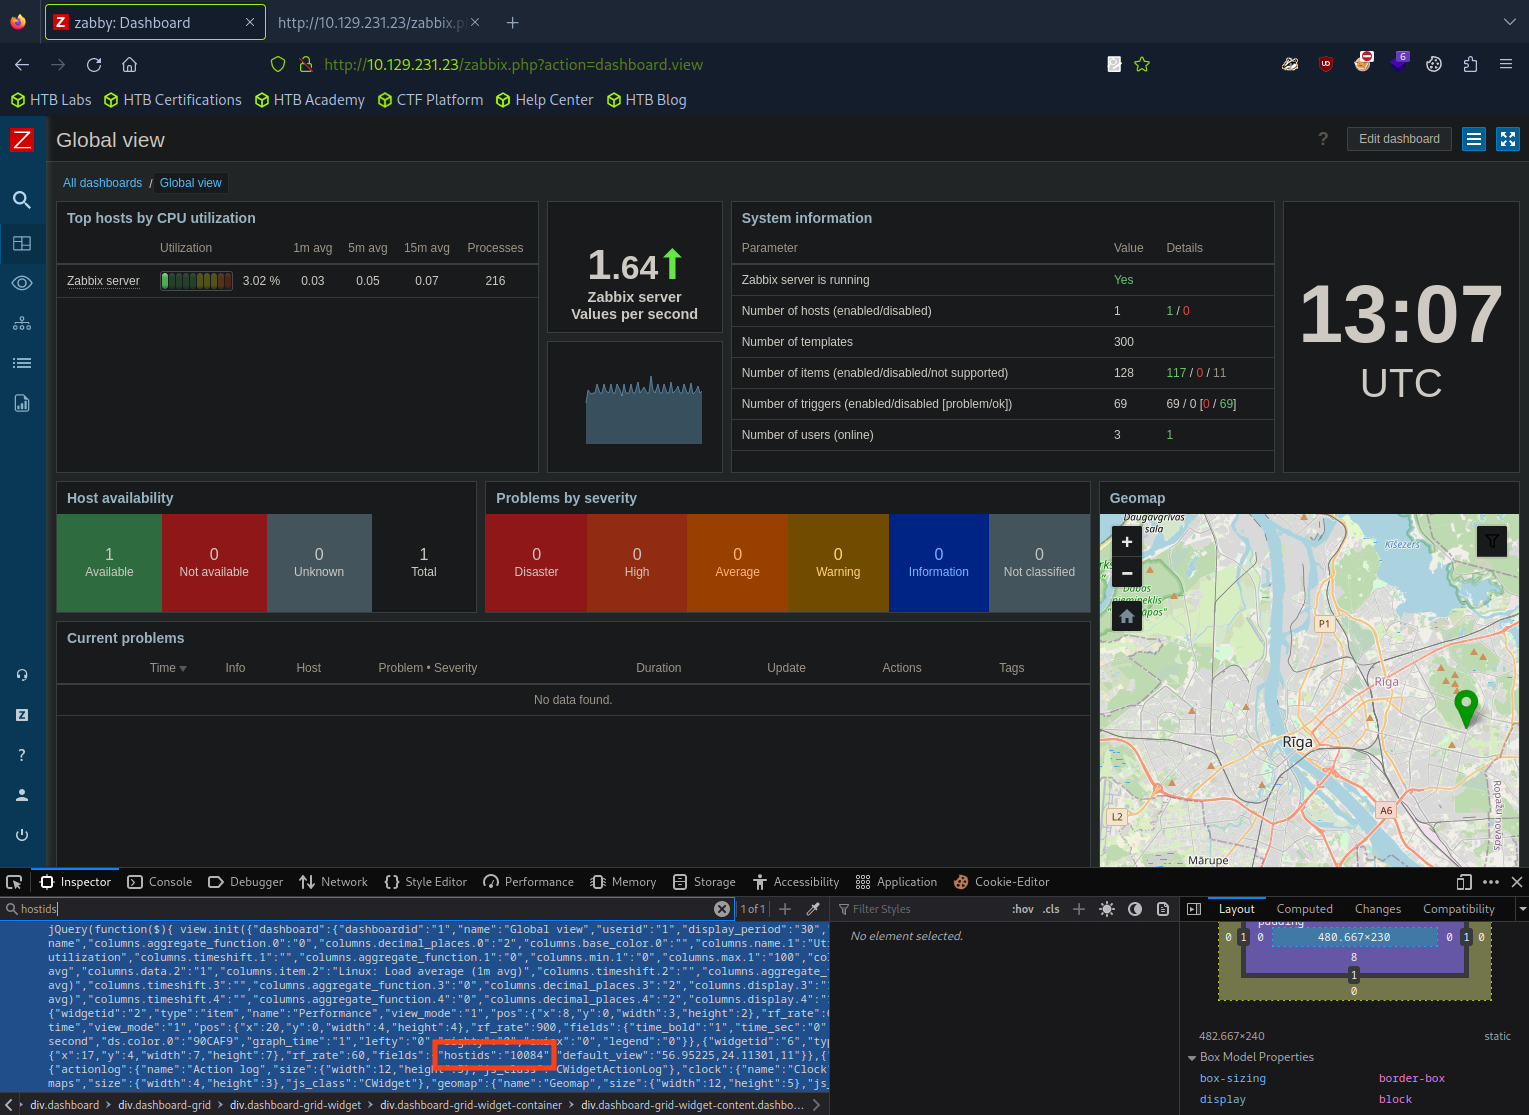 Z zabby: Dashboard
http://10.129.231.23/zabbix.p
http://10.129.231.23/zabbix.php?action=dashboard.view
6
HTB Labs HTB Certifications HTB Academy CTF Platform Help Center HTB Blog
Z Global view ? Edit dashboard
All dashboards / Global view
Top hosts by CPU utilization
Utilization 1m avg 5m avg 15m avg Processes
Zabbix server 3.02 % 0.03 0.05 0.07 216
1.64
Zabbix server
Values per second
System information
Parameter Value Details
Zabbix server is running Yes
Number of hosts (enabled/disabled) 1 1 / 0
Number of templates 300
Number of items (enabled/disabled/not supported) 128 117 / 0 / 11
Number of triggers (enabled/disabled [problem/ok]) 69 69 / 0 [0 / 69]
Number of users (online) 3 1
13:07
UTC
Host availability
1 Available
0 Not available
0 Unknown
1 Total
Problems by severity
0 Disaster
0 High
0 Average
0 Warning
0 Information
0 Not classified
Geomap
Daugavgrīvas
sala
Ķīšezers
+
−
P1
Rīga
Rīga
A6
L2
Ropažu novads
Mārupe
Current problems
Time Info Host Problem • Severity Duration Update Actions Tags
No data found.
Z
?
Inspector Console Debugger Network Style Editor Performance Memory Storage Accessibility Application Cookie-Editor
hostids 1 of 1
Filter Styles :hov .cls
Layout Computed Changes Compatibility
jQuery(function($){ view.init({"dashboard":{"dashboardid":"1","name":"Global view","userid":"1","display_period":"30",
name","columns.aggregate_function.0":"0","columns.decimal_places.0":"2","columns.base_color.0":"","columns.name.1":"Uti
utilization","columns.timeshift.1":"","columns.aggregate_function.1":"0","columns.min.1":"0","columns.max.1":"100","col
avg","columns.data.2":"1","columns.item.2":"Linux: Load average (1m avg)","columns.timeshift.2":"","columns.aggregate_
avg)","columns.timeshift.3":"","columns.aggregate_function.3":"0","columns.decimal_places.3":"2","columns.display.3":"
avg)","columns.timeshift.4":"","columns.aggregate_function.4":"0","columns.decimal_places.4":"2","columns.display.4":"
{"widgetid":"2","type":"item","name":"Performance","view_mode":"1","pos":{"x":8,"y":0,"width":3,"height":2},"rf_rate":
time","view_mode":"1","pos":{"x":20,"y":0,"width":4,"height":4},"rf_rate":900,"fields":{"time_bold":"1","time_sec":"0"
second","ds.color.0":"90CAF9","graph_time":"1","lefty":"0" "0","legend":"0"}},{"widgetid":"6","typ
{"x":17,"y":4,"width":7,"height":7},"rf_rate":60,"fields": "hostids":"10084" "default_view":"56.95225,24.11301,11"}},{
{"actionlog":{"name":"Action log","size":{"width":12,"height" "js_class": "CWidgetActionLog"},"clock":{"name":"Clock
maps","size":{"width":4,"height":3},"js_class":"CWidget"},"geomap":{"name":"Geomap","size":{"width":12,"height":5},"js_
div.dashboard div.dashboard-grid div.dashboard-grid-widget div.dashboard-grid-widget-container div.dashboard-grid-widget-content.dashbo…
No element selected.
padding
0 1 0 480.667×230 0 1 0
8
1
0
482.667×240 static
Box Model Properties
box-sizing border-box
display block